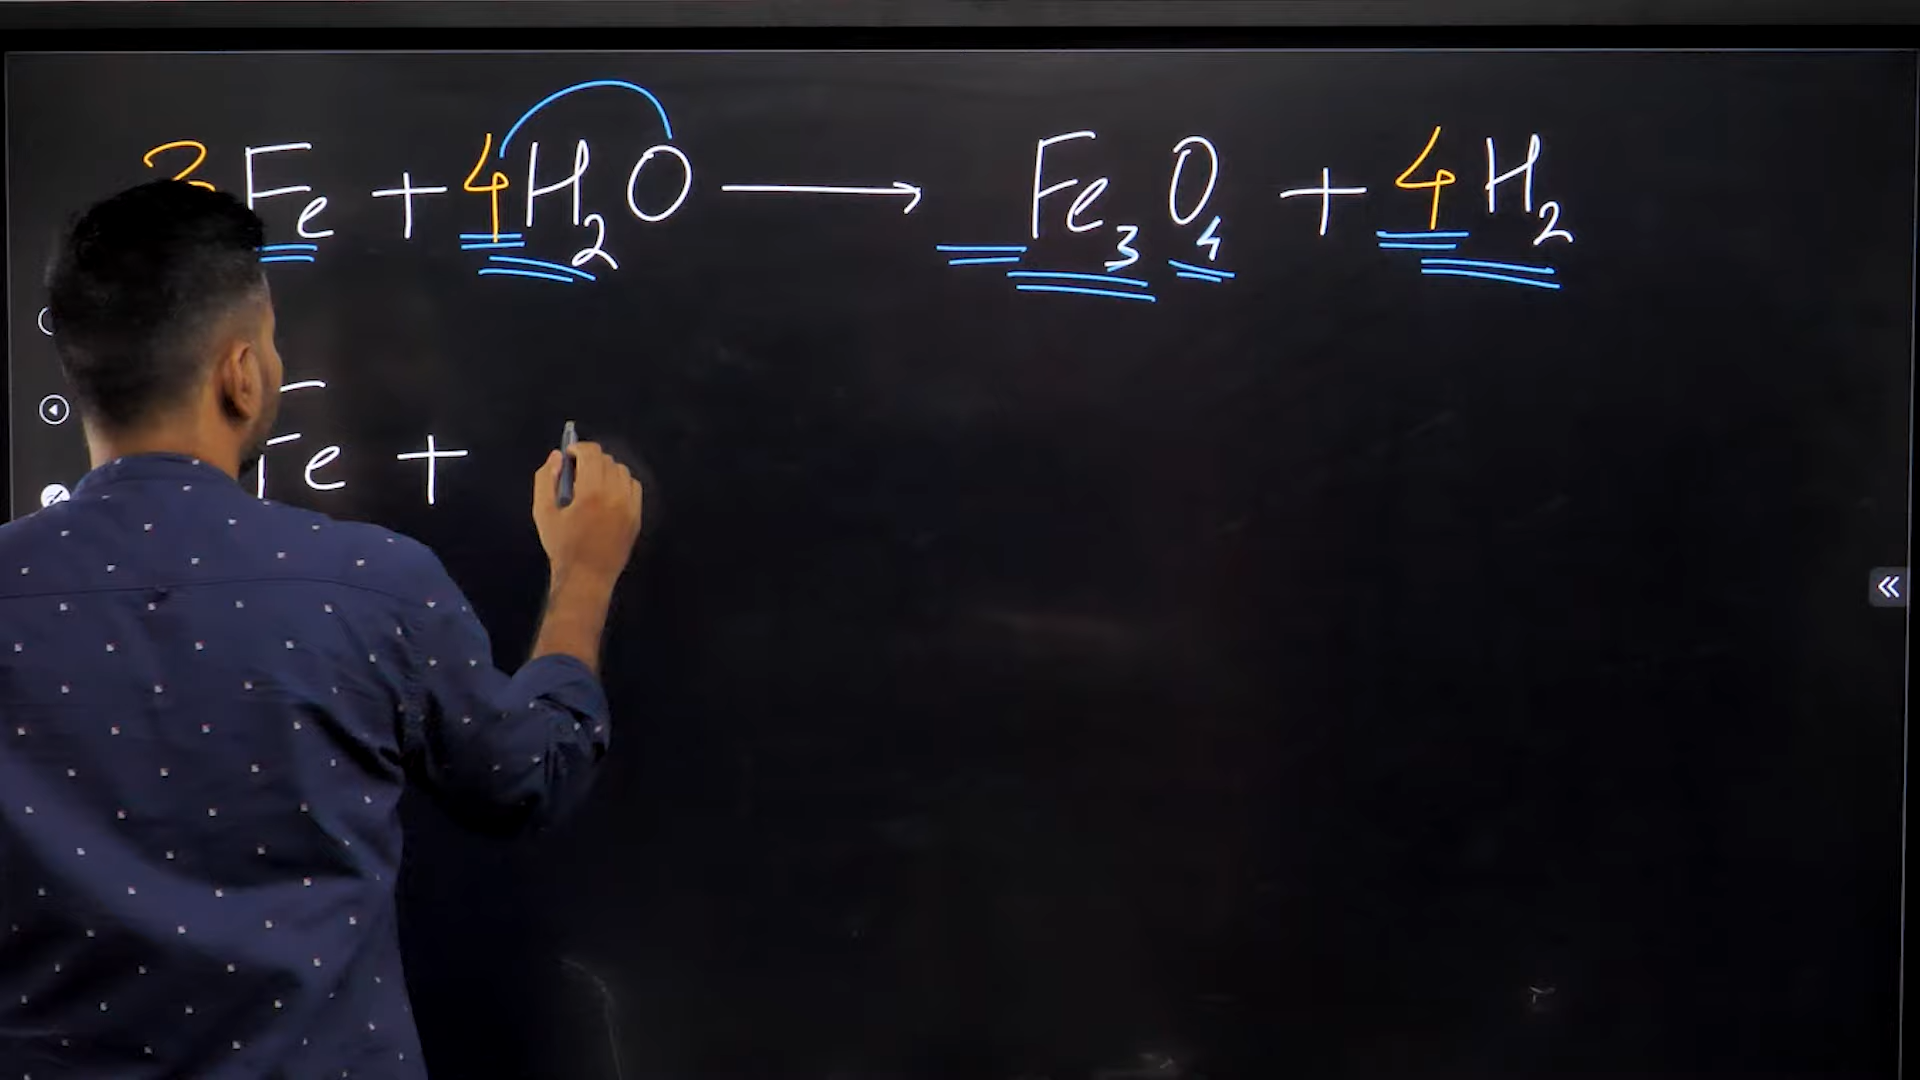 3Fe + 4H₂O ⟶ Fe₃O₄ + 4H₂
Fe +